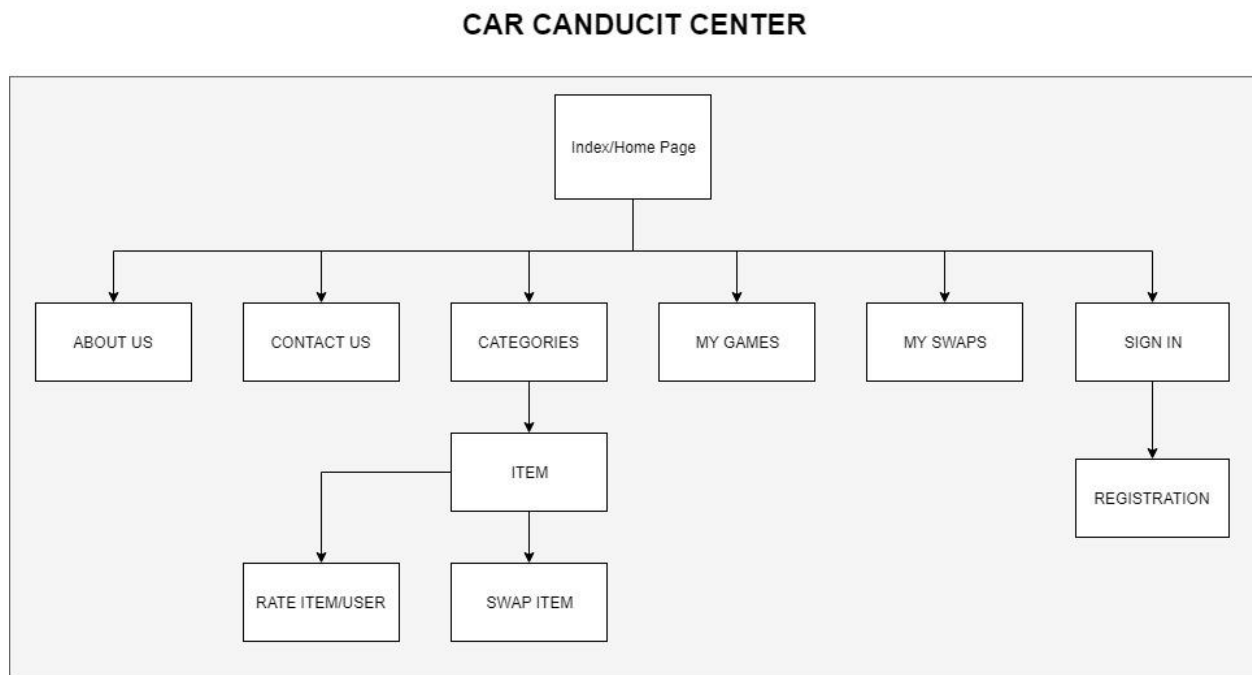 CAR CANDUCIT CENTER
Index/Home Page
ABOUT US
CONTACT US
CATEGORIES
MY GAMES
MY SWAPS
SIGN IN
ITEM
REGISTRATION
RATE ITEM/USER
SWAP ITEM